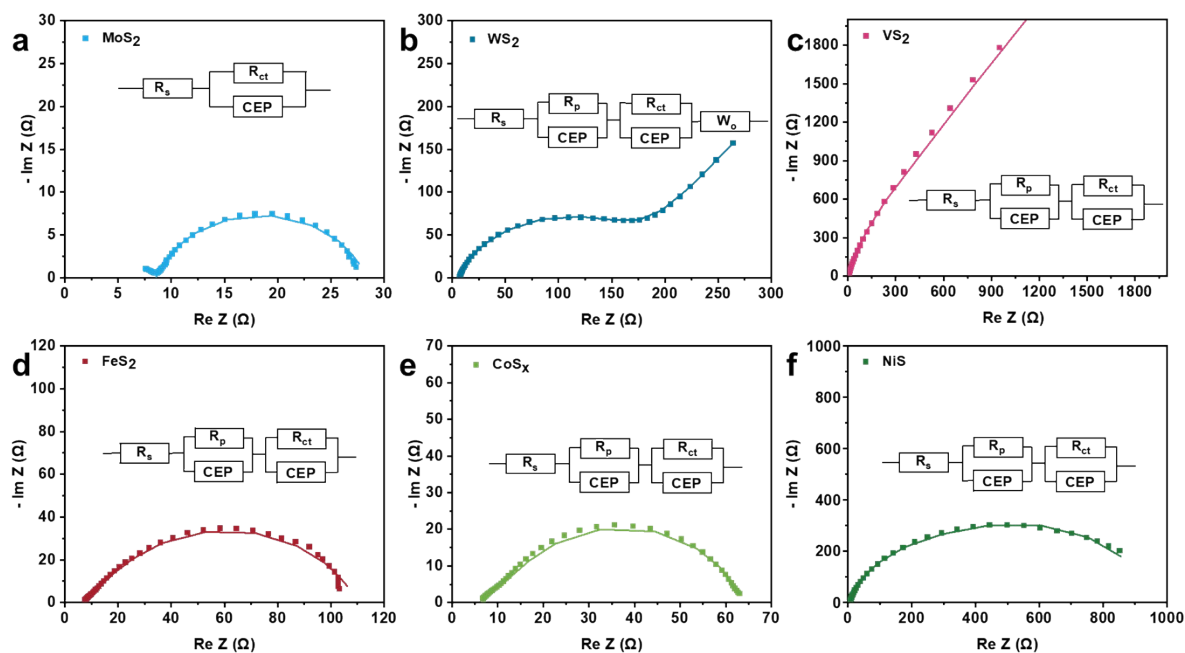 a
MoS2
Rs
Rct
CEP
- Im Z (Ω)
30
25
20
15
10
5
0
0 5 10 15 20 25 30
Re Z (Ω)
b
WS2
Rs
Rp
CEP
Rct
CEP
Wo
- Im Z (Ω)
300
250
200
150
100
50
0
0 50 100 150 200 250 300
Re Z (Ω)
c
VS2
Rs
Rp
CEP
Rct
CEP
- Im Z (Ω)
1800
1500
1200
900
600
300
0
0 300 600 900 1200 1500 1800
Re Z (Ω)
d
FeS2
Rs
Rp
CEP
Rct
CEP
- Im Z (Ω)
120
100
80
60
40
20
0
0 20 40 60 80 100 120
Re Z (Ω)
e
CoSx
Rs
Rp
CEP
Rct
CEP
- Im Z (Ω)
70
60
50
40
30
20
10
0
0 10 20 30 40 50 60 70
Re Z (Ω)
f
NiS
Rs
Rp
CEP
Rct
CEP
- Im Z (Ω)
1000
800
600
400
200
0
0 200 400 600 800 1000
Re Z (Ω)